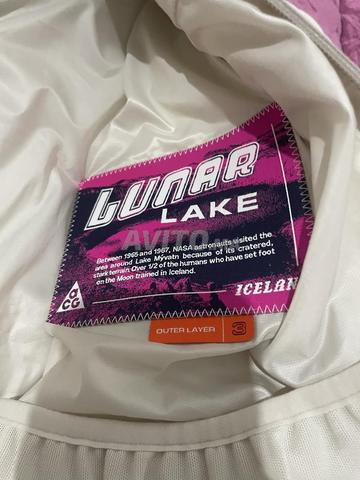 LUNAR
LAKE
AVITO
Between 1965 and 1967, NASA astronauts visited the
area around Lake Mývatn because of its cratered,
stark terrain. Over 1/2 of the humans who have set foot
on the Moon trained in Iceland.
ACG
ICELAN
OUTER LAYER 3